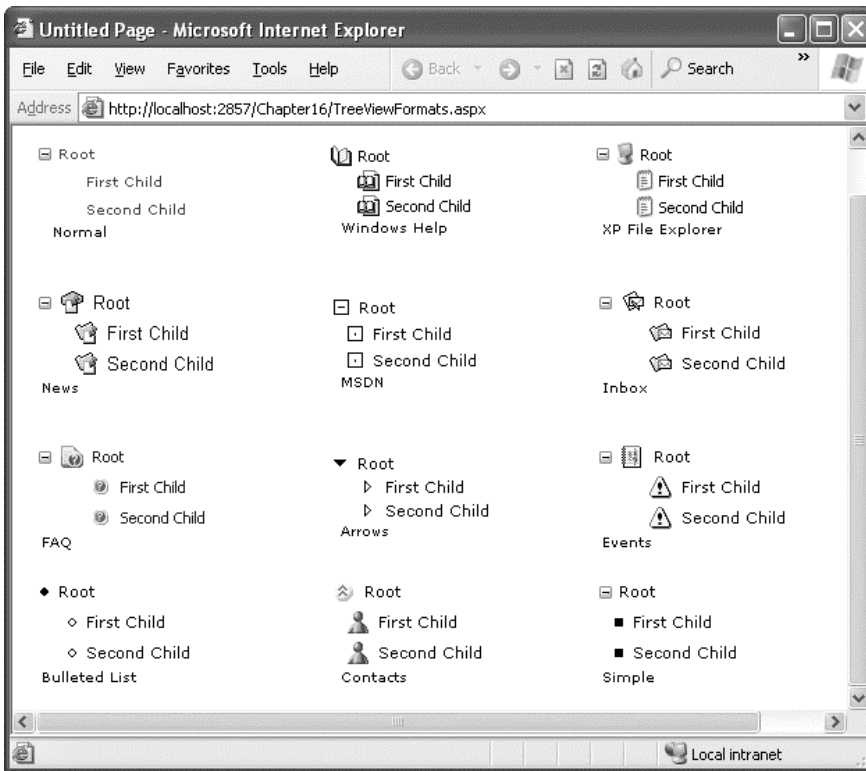 Untitled Page - Microsoft Internet Explorer
File Edit View Favorites Tools Help Back Search »
Address http://localhost:2857/Chapter16/TreeViewFormats.aspx
Root
First Child
Second Child
Normal
Root
First Child
Second Child
Windows Help
Root
First Child
Second Child
XP File Explorer
Root
First Child
Second Child
News
Root
First Child
Second Child
MSDN
Root
First Child
Second Child
Inbox
Root
First Child
Second Child
FAQ
Root
First Child
Second Child
Arrows
Root
First Child
Second Child
Events
Root
First Child
Second Child
Bulleted List
Root
First Child
Second Child
Contacts
Root
First Child
Second Child
Simple
Local intranet